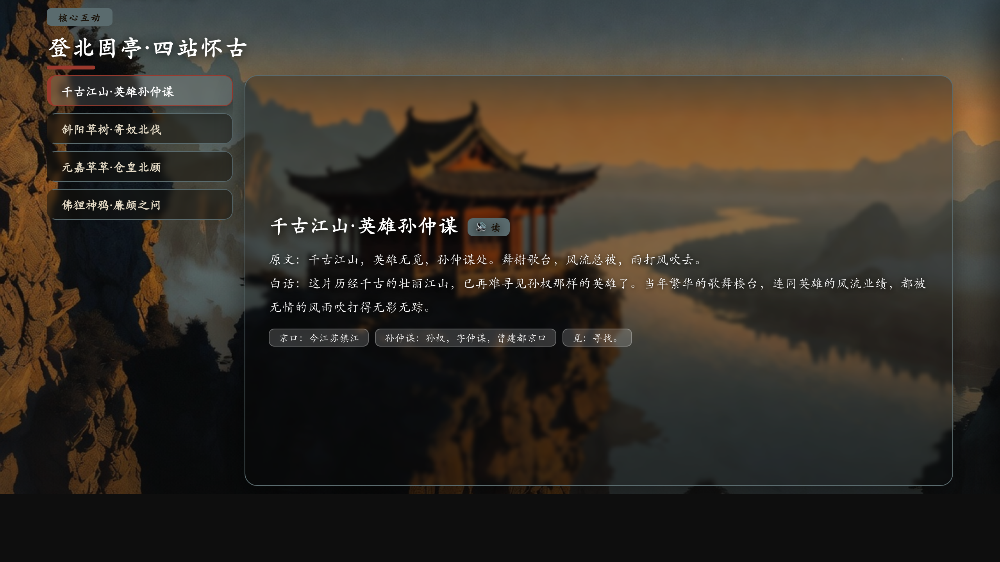 核心互动
登北固亭·四站怀古
千古江山·英雄孙仲谋
斜阳草树·寄奴北伐
元嘉草草·仓皇北顾
佛狸神鸦·廉颇之问
千古江山·英雄孙仲谋 🔊 读
原文：千古江山，英雄无觅，孙仲谋处。舞榭歌台，风流总被，雨打风吹去。
白话：这片历经千古的壮丽江山，已再难寻见孙权那样的英雄了。当年繁华的歌舞楼台，连同英雄的风流业绩，都被
无情的风雨吹打得无影无踪。
京口：今江苏镇江 孙仲谋：孙权，字仲谋，曾建都京口 觅：寻找。